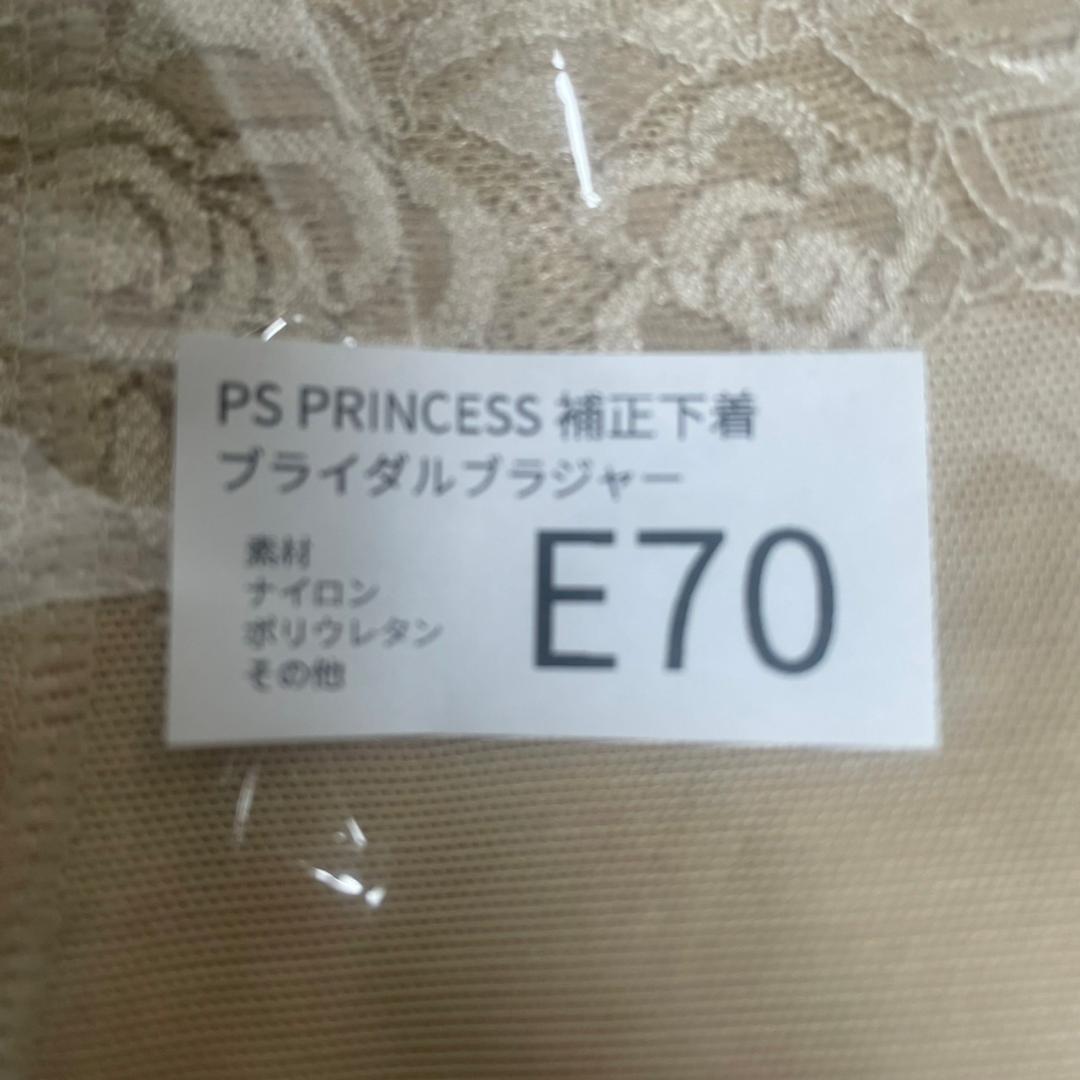 PS PRINCESS 補正下着
ブライダルブラジャー
素材
ナイロン
ポリウレタン
その他
E70